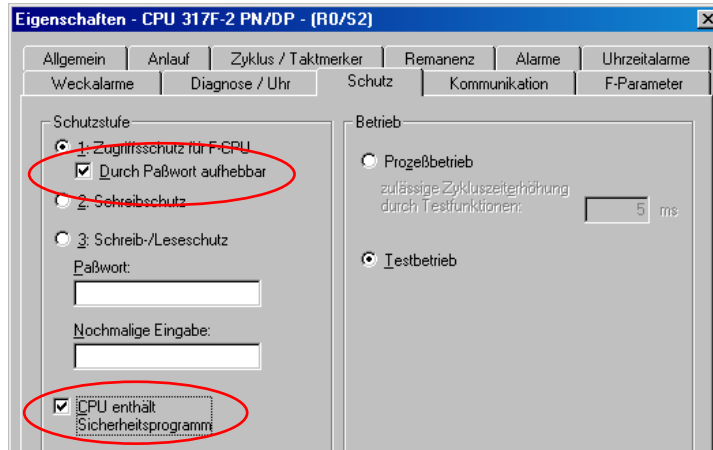 Eigenschaften - CPU 317F-2 PN/DP - (R0/S2)
Allgemein
Anlauf
Zyklus / Taktmerker
Remanenz
Alarme
Uhrzeitalarme
Weckalarme
Diagnose / Uhr
Schutz
Kommunikation
F-Parameter
Schutzstufe
1: Zugriffsschutz für F-CPU
Durch Paßwort aufhebbar
2: Schreibschutz
3: Schreib-/Leseschutz
Paßwort:
Nochmalige Eingabe:
CPU enthält
Sicherheitsprogramm
Betrieb
Prozeßbetrieb
zulässige Zykluszeiterhöhung
durch Testfunktionen:
5 ms
Testbetrieb